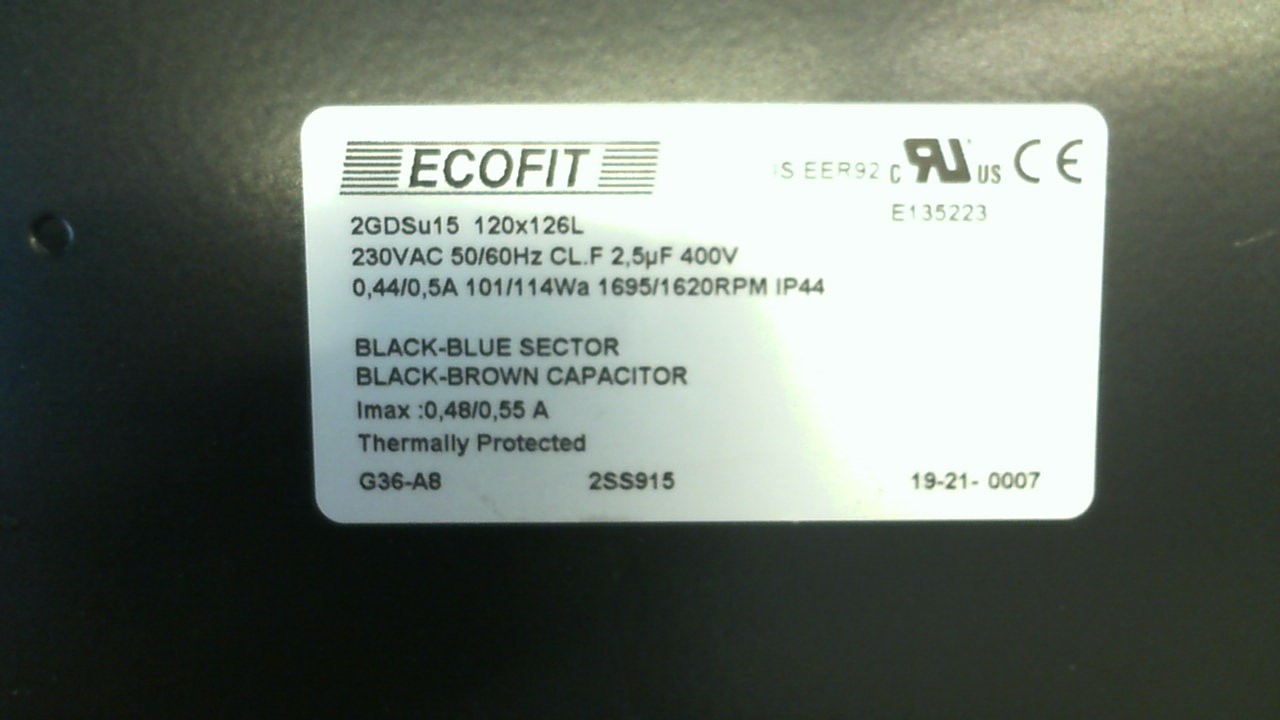 ECOFIT
EER92 c RU US CE
E135223
2GDSu15 120x126L
230VAC 50/60Hz CL.F 2,5µF 400V
0,44/0,5A 101/114Wa 1695/1620RPM IP44
BLACK-BLUE SECTOR
BLACK-BROWN CAPACITOR
Imax :0,48/0,55 A
Thermally Protected
G36-A8 2SS915 19-21- 0007